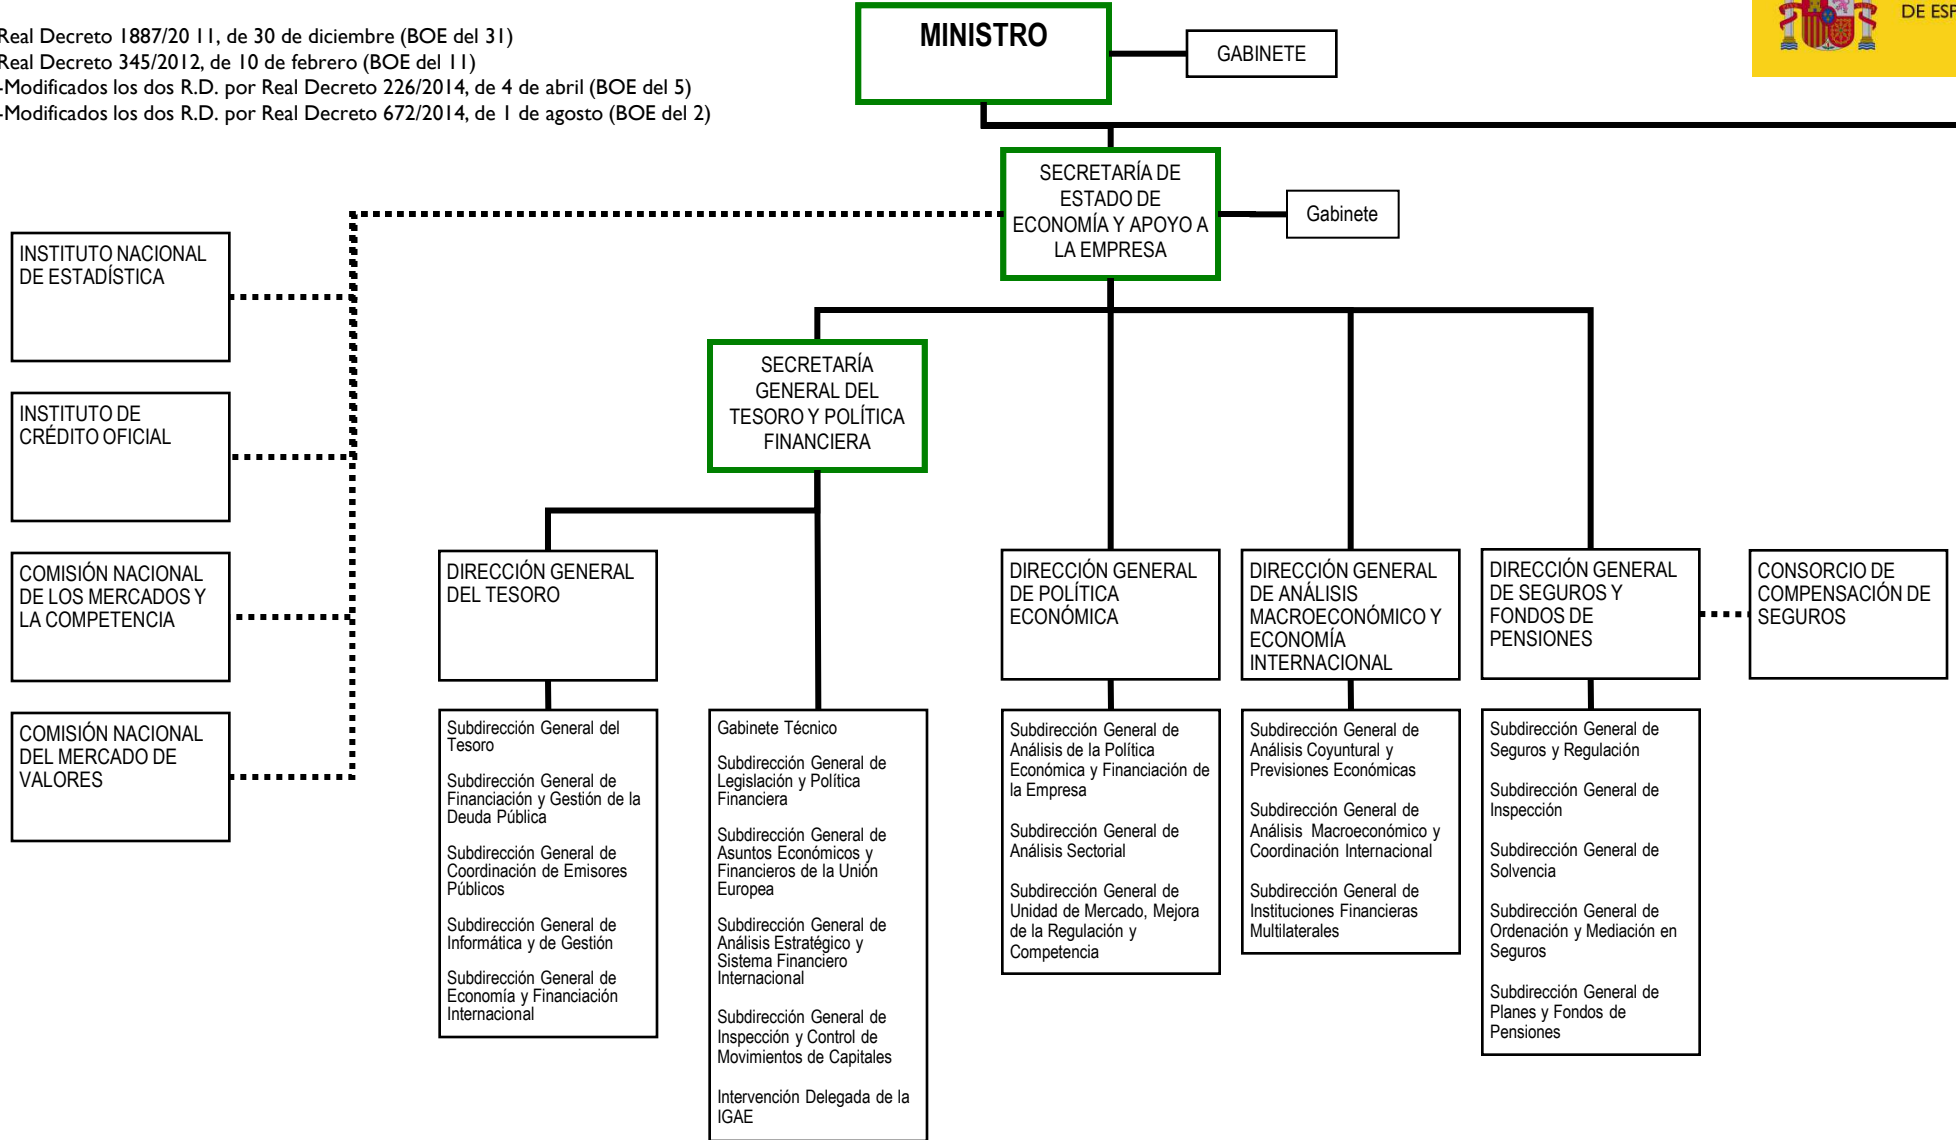 Real Decreto 1887/20 11, de 30 de diciembre (BOE del 31)
Real Decreto 345/2012, de 10 de febrero (BOE del 11)
-Modificados los dos R.D. por Real Decreto 226/2014, de 4 de abril (BOE del 5)
-Modificados los dos R.D. por Real Decreto 672/2014, de 1 de agosto (BOE del 2)
MINISTRO
GABINETE
DE ESP
SECRETARÍA DE
ESTADO DE
ECONOMÍA Y APOYO A
LA EMPRESA
Gabinete
INSTITUTO NACIONAL
DE ESTADÍSTICA
INSTITUTO DE
CRÉDITO OFICIAL
COMISIÓN NACIONAL
DE LOS MERCADOS Y
LA COMPETENCIA
COMISIÓN NACIONAL
DEL MERCADO DE
VALORES
SECRETARÍA
GENERAL DEL
TESORO Y POLÍTICA
FINANCIERA
DIRECCIÓN GENERAL
DEL TESORO
DIRECCIÓN GENERAL
DE POLÍTICA
ECONÓMICA
DIRECCIÓN GENERAL
DE ANÁLISIS
MACROECONÓMICO Y
ECONOMÍA
INTERNACIONAL
DIRECCIÓN GENERAL
DE SEGUROS Y
FONDOS DE
PENSIONES
CONSORCIO DE
COMPENSACIÓN DE
SEGUROS
Subdirección General del
Tesoro
Subdirección General de
Financiación y Gestión de la
Deuda Pública
Subdirección General de
Coordinación de Emisores
Públicos
Subdirección General de
Informática y de Gestión
Subdirección General de
Economía y Financiación
Internacional
Gabinete Técnico
Subdirección General de
Legislación y Política
Financiera
Subdirección General de
Asuntos Económicos y
Financieros de la Unión
Europea
Subdirección General de
Análisis Estratégico y
Sistema Financiero
Internacional
Subdirección General de
Inspección y Control de
Movimientos de Capitales
Intervención Delegada de la
IGAE
Subdirección General de
Análisis de la Política
Económica y Financiación de
la Empresa
Subdirección General de
Análisis Sectorial
Subdirección General de
Unidad de Mercado, Mejora
de la Regulación y
Competencia
Subdirección General de
Análisis Coyuntural y
Previsiones Económicas
Subdirección General de
Análisis Macroeconómico y
Coordinación Internacional
Subdirección General de
Instituciones Financieras
Multilaterales
Subdirección General de
Seguros y Regulación
Subdirección General de
Inspección
Subdirección General de
Solvencia
Subdirección General de
Ordenación y Mediación en
Seguros
Subdirección General de
Planes y Fondos de
Pensiones